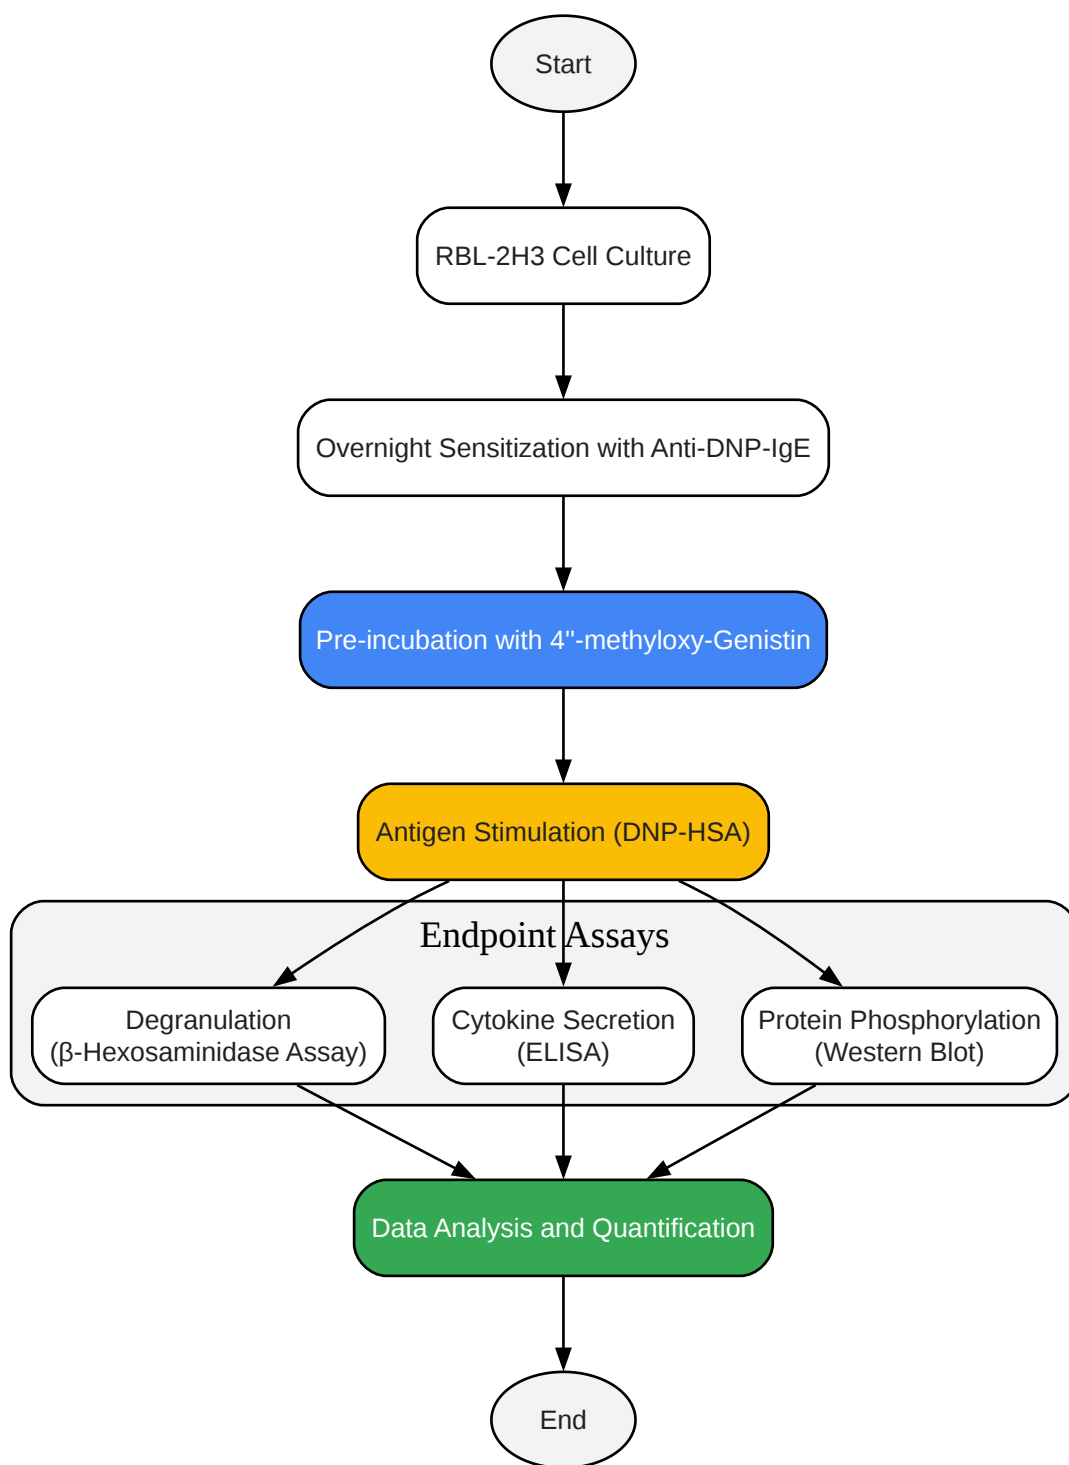 Start
RBL-2H3 Cell Culture
Overnight Sensitization with Anti-DNP-IgE
Pre-incubation with 4''-methyloxy-Genistin
Antigen Stimulation (DNP-HSA)
Endpoint Assays
Degranulation
(β-Hexosaminidase Assay)
Cytokine Secretion
(ELISA)
Protein Phosphorylation
(Western Blot)
Data Analysis and Quantification
End